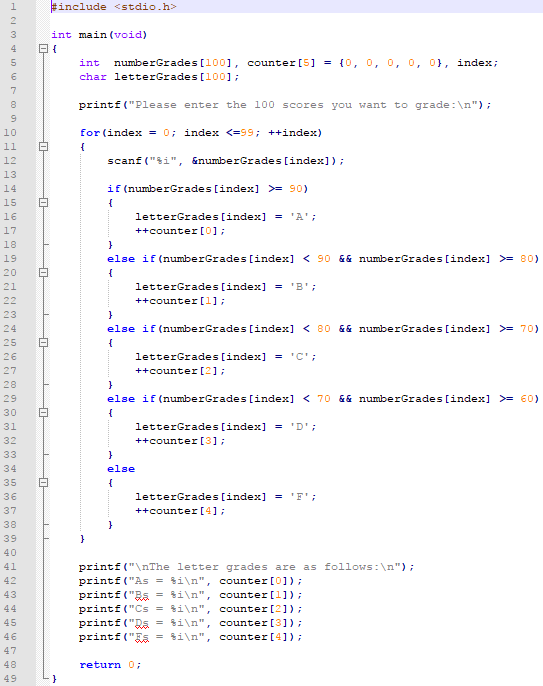 1 #include <stdio.h>
2
3 int main(void)
4 {
5     int  numberGrades[100], counter[5] = {0, 0, 0, 0, 0}, index;
6     char letterGrades[100];
7
8     printf("Please enter the 100 scores you want to grade:\n");
9
10     for(index = 0; index <=99; ++index)
11     {
12         scanf("%i", &numberGrades[index]);
13
14         if(numberGrades[index] >= 90)
15         {
16             letterGrades[index] = 'A';
17             ++counter[0];
18         }
19         else if(numberGrades[index] < 90 && numberGrades[index] >= 80)
20         {
21             letterGrades[index] = 'B';
22             ++counter[1];
23         }
24         else if(numberGrades[index] < 80 && numberGrades[index] >= 70)
25         {
26             letterGrades[index] = 'C';
27             ++counter[2];
28         }
29         else if(numberGrades[index] < 70 && numberGrades[index] >= 60)
30         {
31             letterGrades[index] = 'D';
32             ++counter[3];
33         }
34         else
35         {
36             letterGrades[index] = 'F';
37             ++counter[4];
38         }
39     }
40
41     printf("\nThe letter grades are as follows:\n");
42     printf("As = %i\n", counter[0]);
43     printf("Bs = %i\n", counter[1]);
44     printf("Cs = %i\n", counter[2]);
45     printf("Ds = %i\n", counter[3]);
46     printf("Fs = %i\n", counter[4]);
47
48     return 0;
49 }